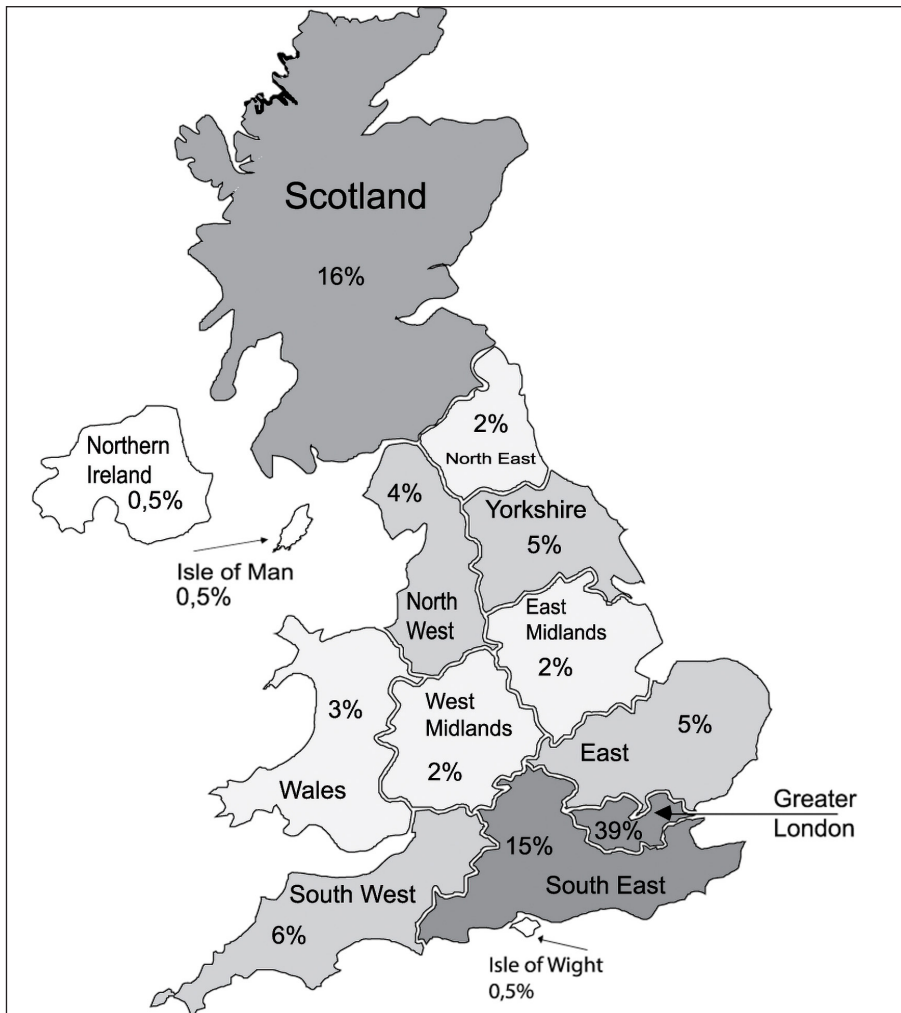 Scotland
16%
2%
North East
Northern
Ireland
0,5%
4%
North
West
Yorkshire
5%
Isle of Man
0,5%
East
Midlands
2%
3%
Wales
West
Midlands
2%
5%
East
Greater
London
39%
15%
South East
South West
6%
Isle of Wight
0,5%